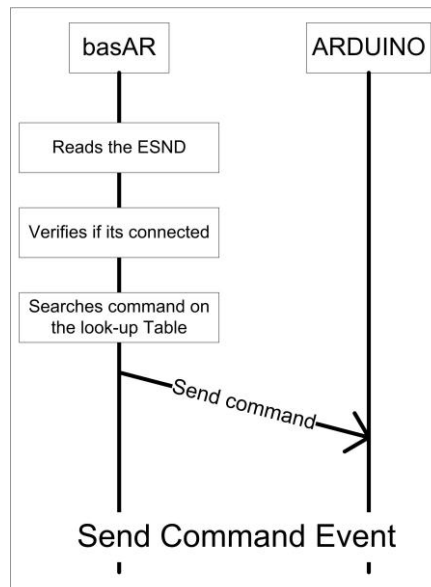 basAR
ARDUINO
Reads the ESND
Verifies if its connected
Searches command on
the look-up Table
Send command
Send Command Event